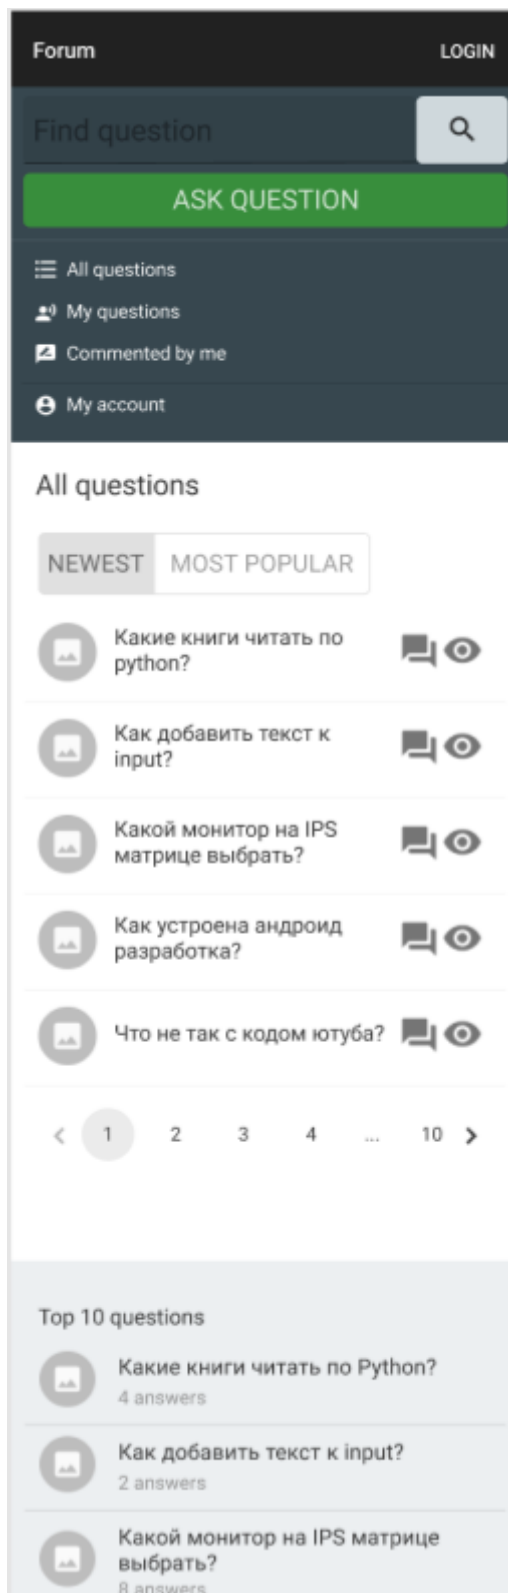 Forum
LOGIN
Find question
ASK QUESTION
All questions
My questions
Commented by me
My account
All questions
NEWEST
MOST POPULAR
Какие книги читать по
python?
Как добавить текст к
input?
Какой монитор на IPS
матрице выбрать?
Как устроена андроид
разработка?
Что не так с кодом ютуба?
1 2 3 4 ... 10
Top 10 questions
Какие книги читать по Python?
4 answers
Как добавить текст к input?
2 answers
Какой монитор на IPS матрице
выбрать?
8 answers